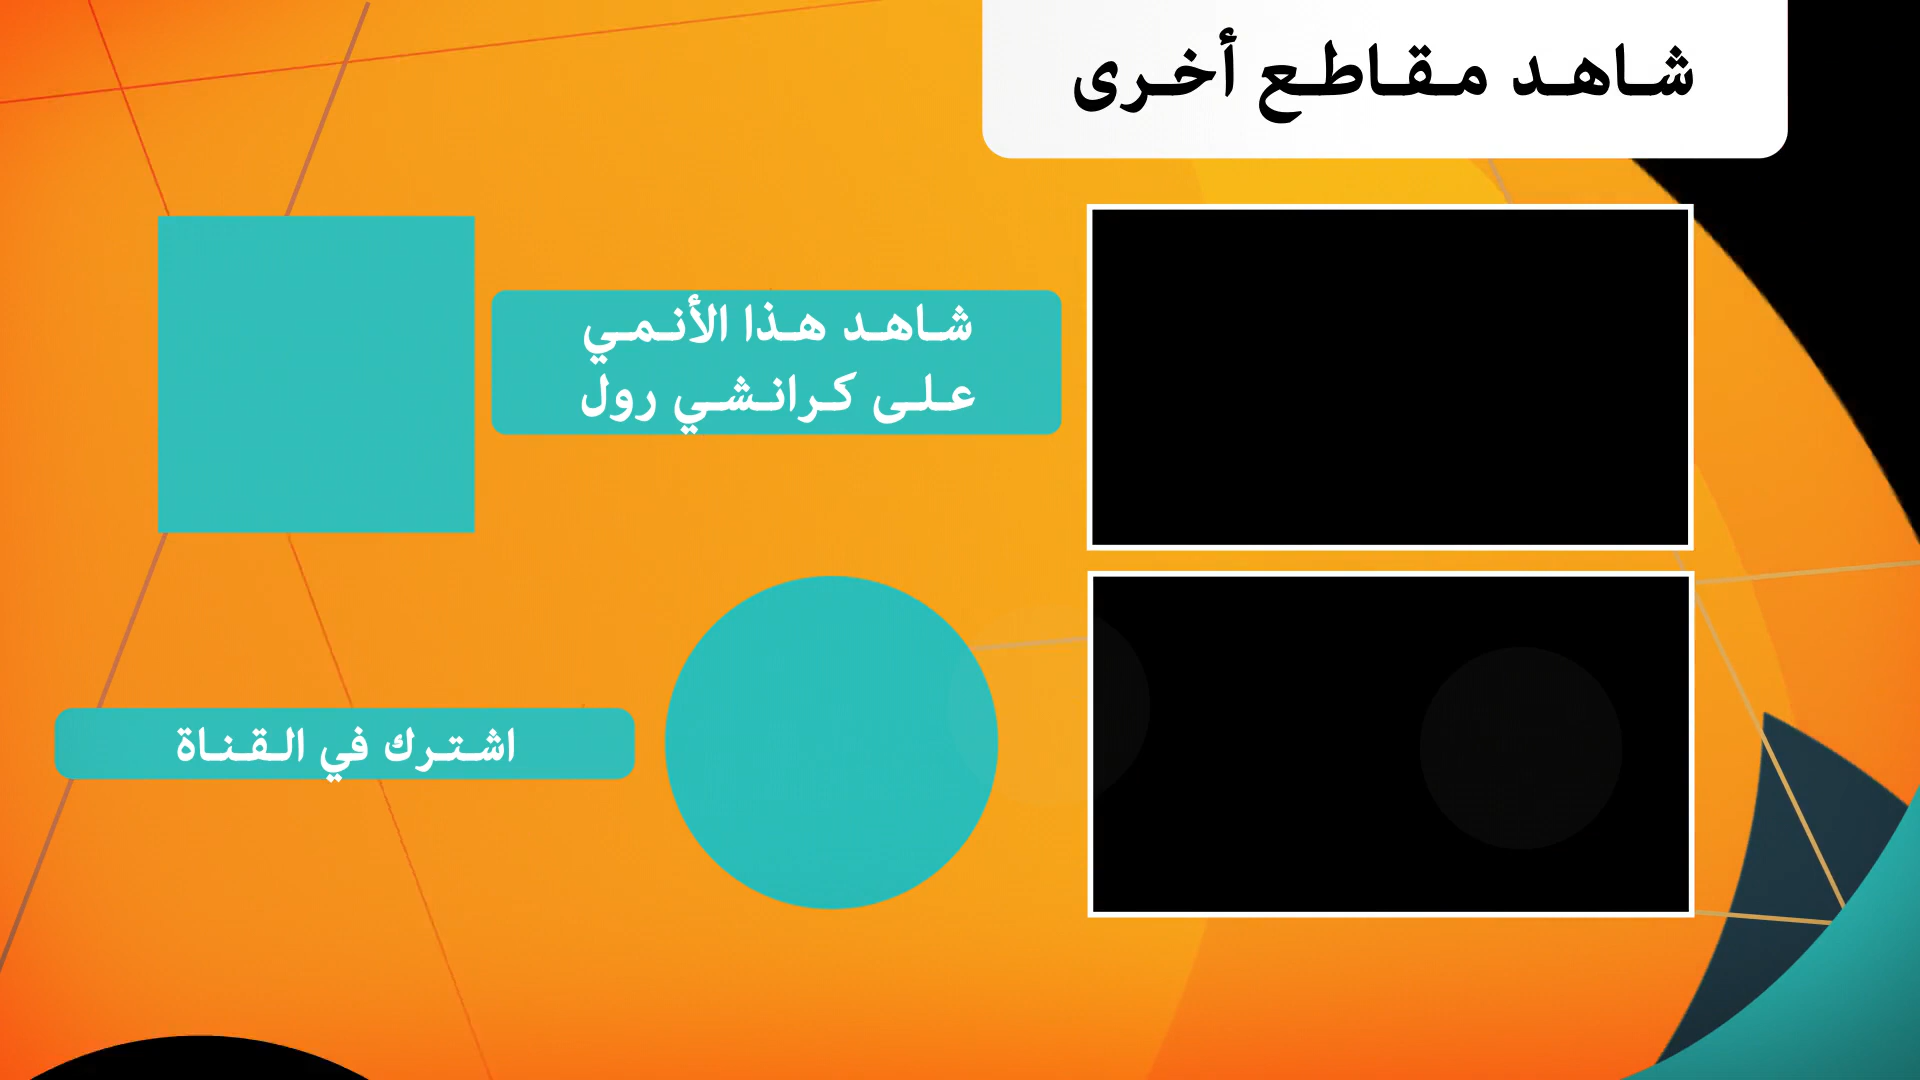 شاهد مقاطع أخرى
شاهد هذا الأنمي
على كرانشي رول
اشترك في القناة